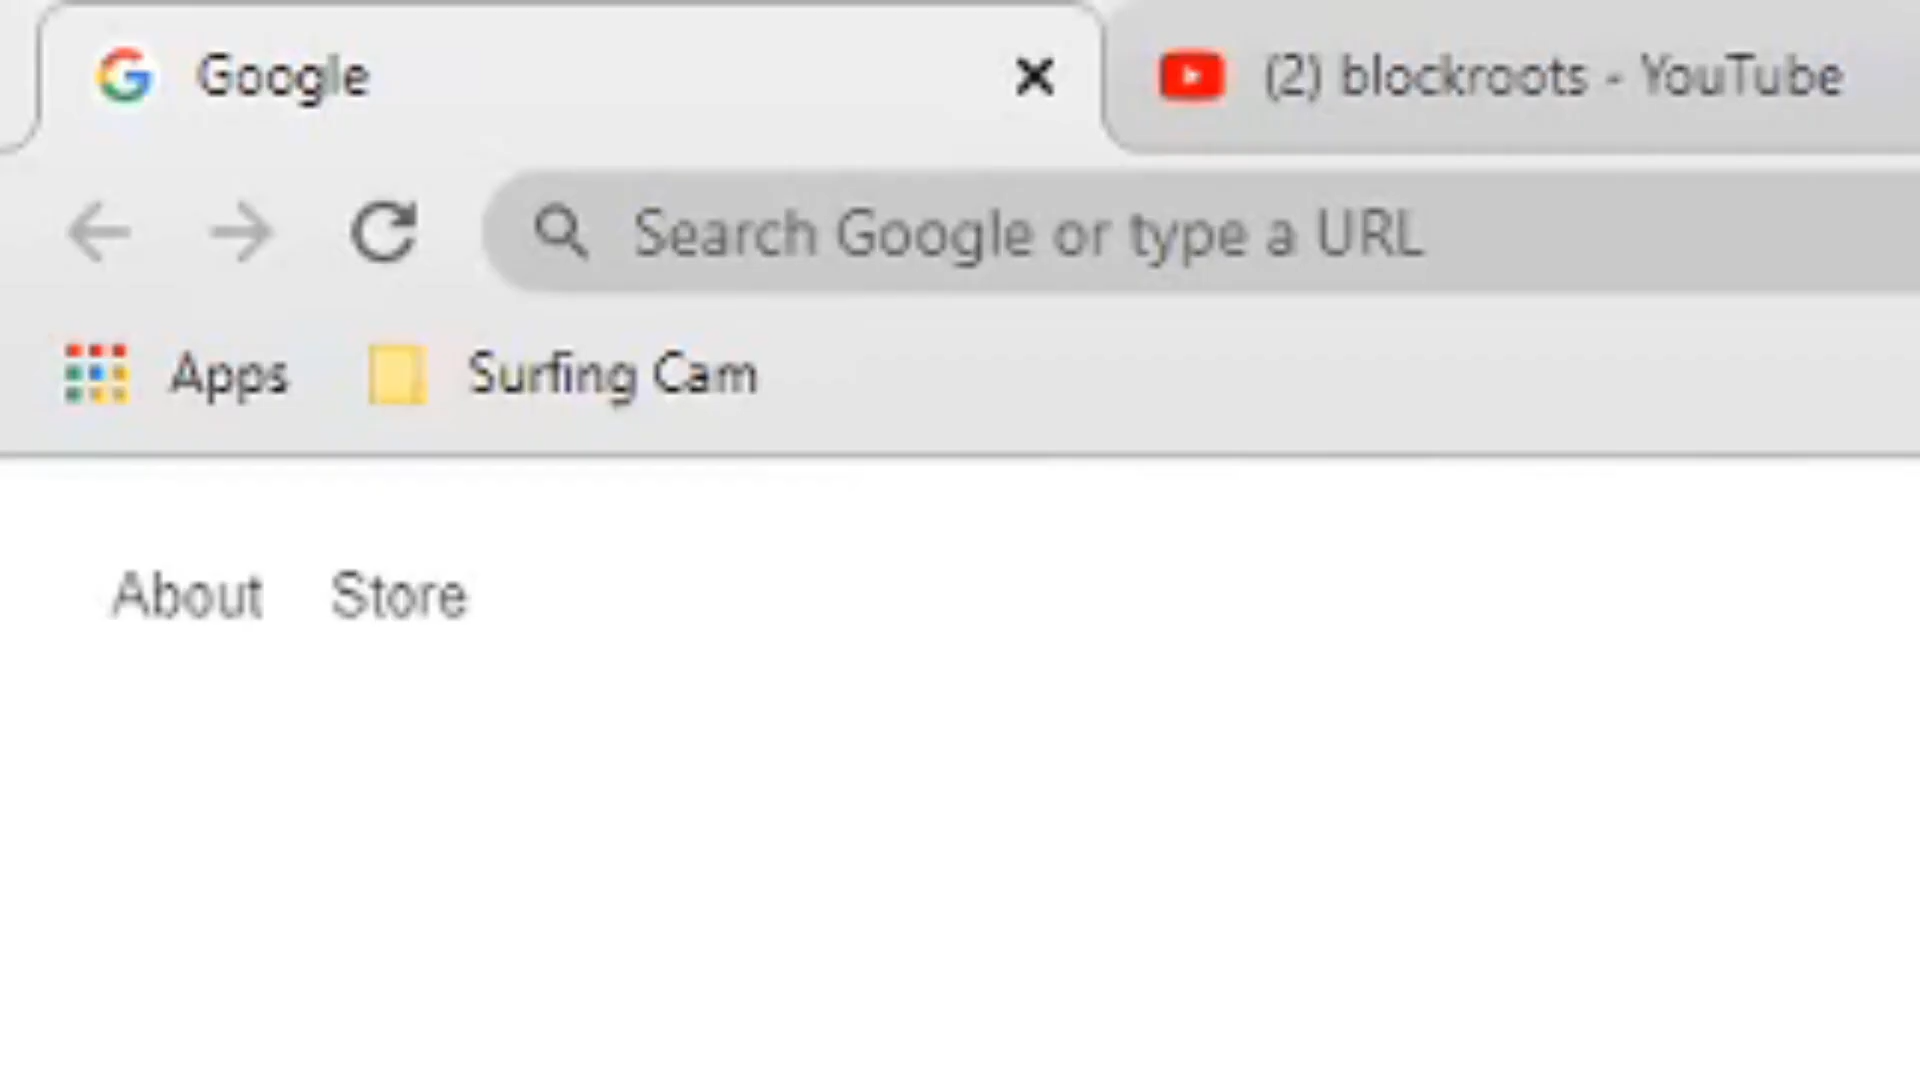 Google
(2) blockroots - YouTube
Search Google or type a URL
Apps Surfing Cam
About Store